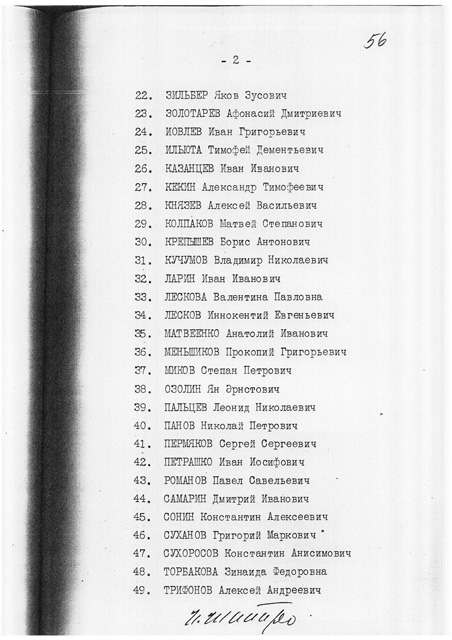 56
- 2 -
22. ЗИЛЬБЕР Яков Зусович
23. ЗОЛОТАРЕВ Афонасий Дмитриевич
24. ИОВЛЕВ Иван Григорьевич
25. ИЛЬЮТА Тимофей Дементьевич
26. КАЗАНЦЕВ Иван Иванович
27. КЕКИН Александр Тимофеевич
28. КНЯЗЕВ Алексей Васильевич
29. КОЛПАКОВ Матвей Степанович
30. КРЕПЫШЕВ Борис Антонович
31. КУЧУМОВ Владимир Николаевич
32. ЛАРИН Иван Иванович
33. ЛЕСКОВА Валентина Павловна
34. ЛЕСКОВ Иннокентий Евгеньевич
35. МАТВЕЕНКО Анатолий Иванович
36. МЕНЬШИКОВ Прокопий Григорьевич
37. МИКОВ Степан Петрович
38. ОЗОЛИН Ян Эрнстович
39. ПАЛЬЦЕВ Леонид Николаевич
40. ПАНОВ Николай Петрович
41. ПЕРМЯКОВ Сергей Сергеевич
42. ПЕТРАШКО Иван Иосифович
43. РОМАНОВ Павел Савельевич
44. САМАРИН Дмитрий Иванович
45. СОНИН Константин Алексеевич
46. СУХАНОВ Григорий Маркович
47. СУХОРОСОВ Константин Анисимович
48. ТОРБАКОВА Зинаида Федоровна
49. ТРИФОНОВ Алексей Андреевич